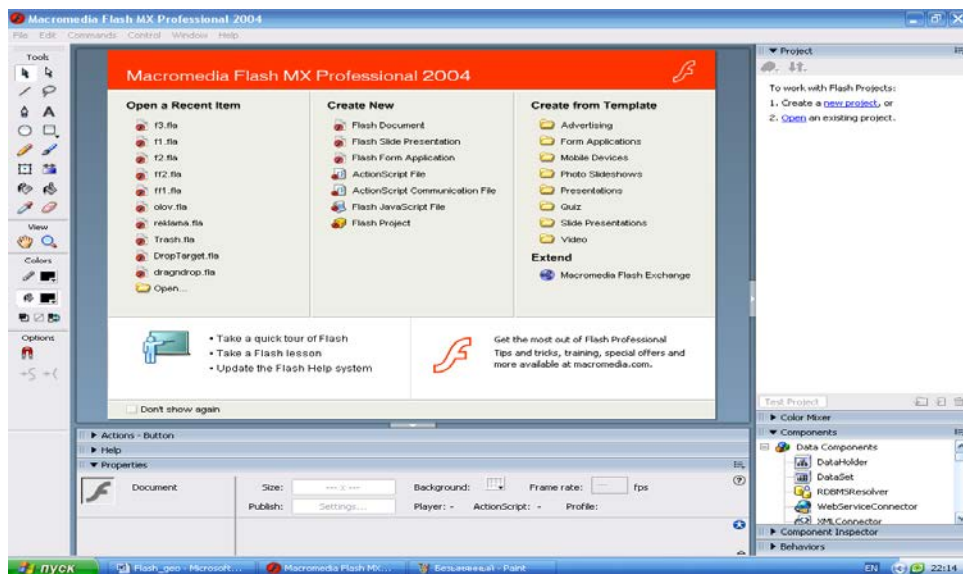 Macromedia Flash MX Professional 2004
File Edit Commands Control Window Help
Tools
View
Colors
Options
Macromedia Flash MX Professional 2004
Open a Recent Item
f3.fla
f1.fla
f2.fla
ff2.fla
ff1.fla
olov.fla
reklama.fla
Trash.fla
DropTarget.fla
dragndrop.fla
Open...
Create New
Flash Document
Flash Slide Presentation
Flash Form Application
ActionScript File
ActionScript Communication File
Flash JavaScript File
Flash Project
Create from Template
Advertising
Form Applications
Mobile Devices
Photo Slideshows
Presentations
Quiz
Slide Presentations
Video
Extend
Macromedia Flash Exchange
• Take a quick tour of Flash
• Take a Flash lesson
• Update the Flash Help system
Get the most out of Flash Professional
Tips and tricks, training, special offers and
more available at macromedia.com.
Don't show again
Actions - Button
Help
Properties
Document
Size:
Background:
Frame rate:
fps
Publish:
Settings...
Player: - ActionScript: - Profile:
Project
To work with Flash Projects:
1. Create a new project, or
2. Open an existing project.
Test Project
Color Mixer
Components
Data Components
DataHolder
DataSet
RDBMSResolver
WebServiceConnector
XMLConnector
Component Inspector
Behaviors
пуск
Flash_geo - Microsoft...
Macromedia Flash MX...
Безымянный - Paint
EN
22:14